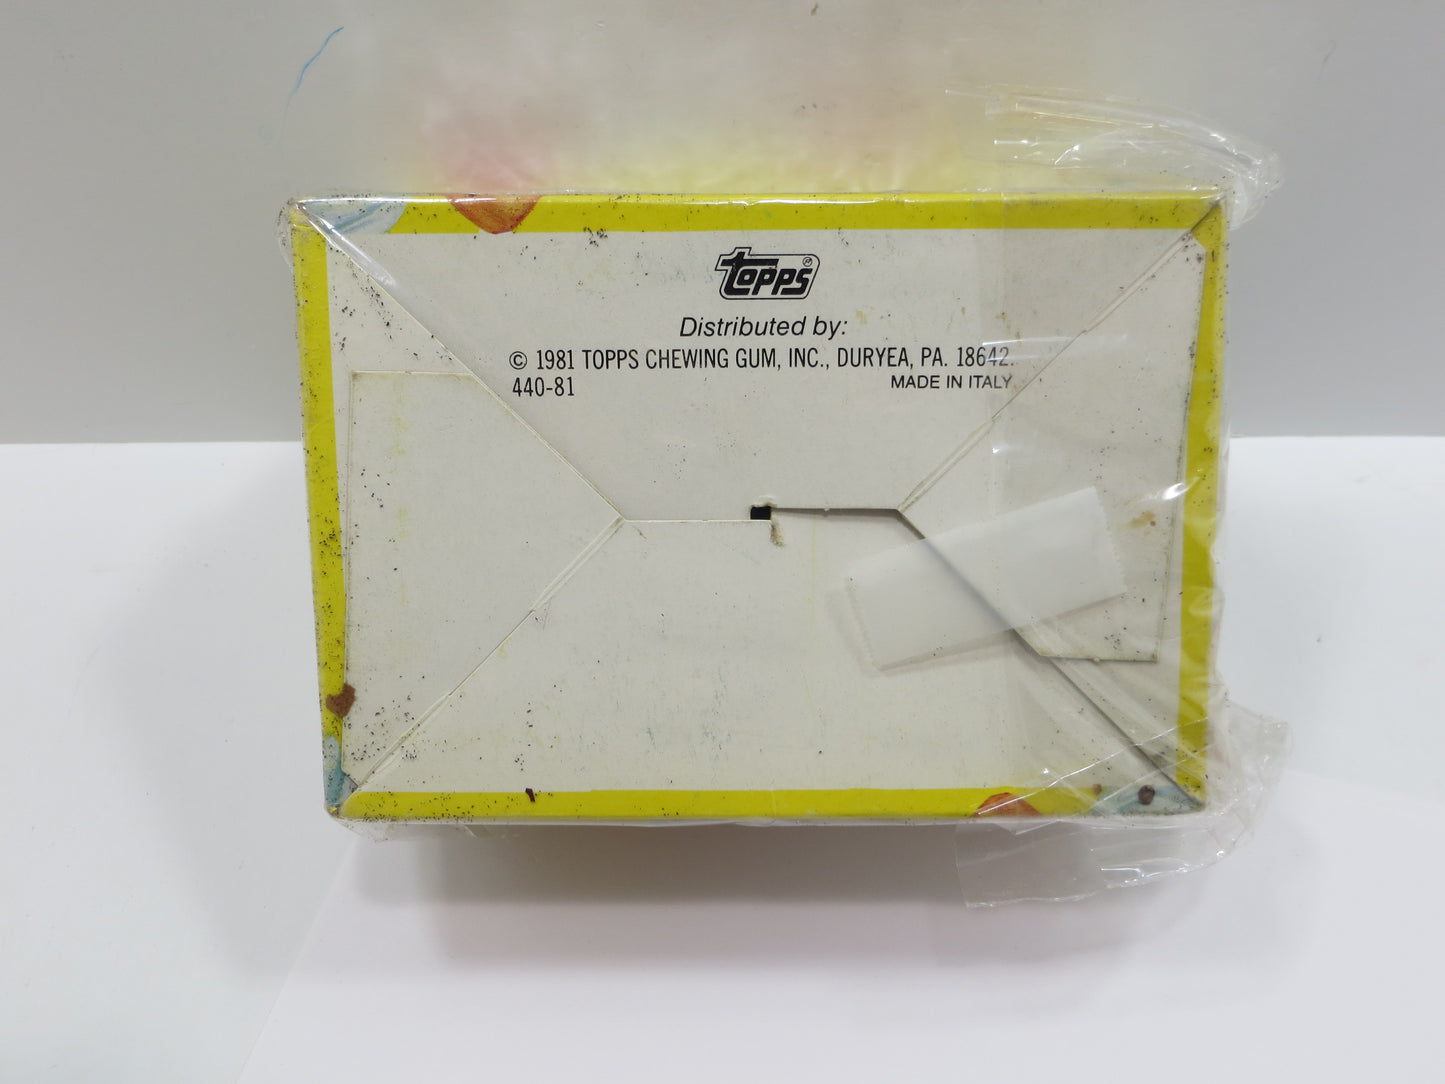 topps®
Distributed by:
© 1981 TOPPS CHEWING GUM, INC., DURYEA, PA. 18642.
440-81 MADE IN ITALY